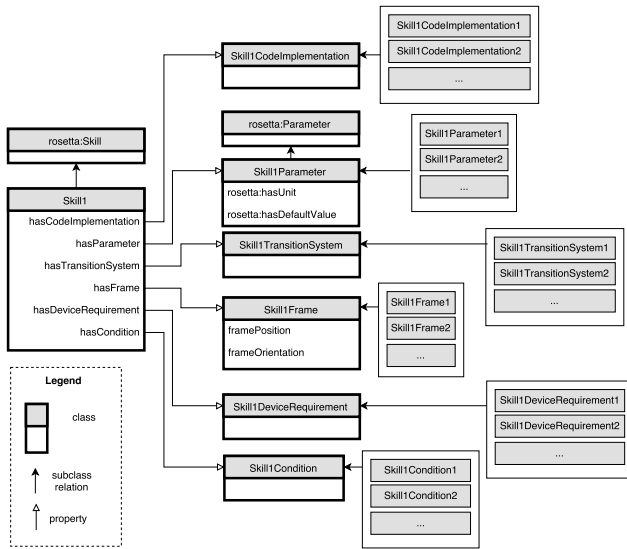 Skill1CodeImplementation
Skill1CodeImplementation1
Skill1CodeImplementation2
...
rosetta:Skill
rosetta:Parameter
Skill1Parameter
rosetta:hasUnit
rosetta:hasDefaultValue
Skill1Parameter1
Skill1Parameter2
...
Skill1
hasCodeImplementation
hasParameter
hasTransitionSystem
hasFrame
hasDeviceRequirement
hasCondition
Skill1TransitionSystem
Skill1TransitionSystem1
Skill1TransitionSystem2
...
Skill1Frame
framePosition
frameOrientation
Skill1Frame1
Skill1Frame2
...
Skill1DeviceRequirement
Skill1DeviceRequirement1
Skill1DeviceRequirement2
...
Skill1Condition
Skill1Condition1
Skill1Condition2
...
Legend
class
subclass
relation
property